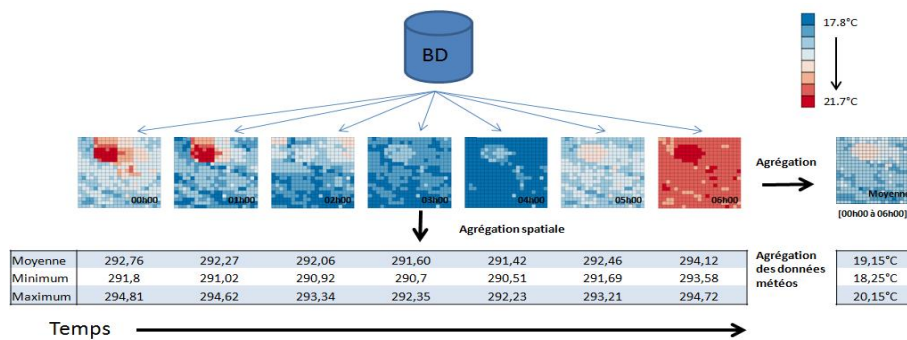 BD
17.8°C
21.7°C
00h00
01h00
02h00
03h00
04h00
05h00
06h00
Agrégation
Moyenne
[00h00 à 06h00]
Agrégation spatiale
Moyenne 292,76 292,27 292,06 291,60 291,42 292,46 294,12
Minimum 291,8 291,02 290,92 290,7 290,51 291,69 293,58
Maximum 294,81 294,62 293,34 292,35 292,23 293,21 294,72
Agrégation
des données
météos
19,15°C
18,25°C
20,15°C
Temps